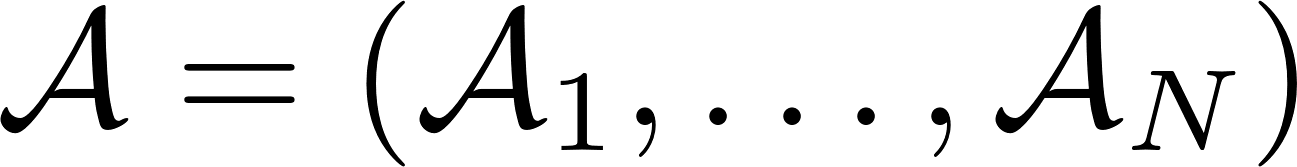 𝒜 = (𝒜₁, . . . , 𝒜_N)